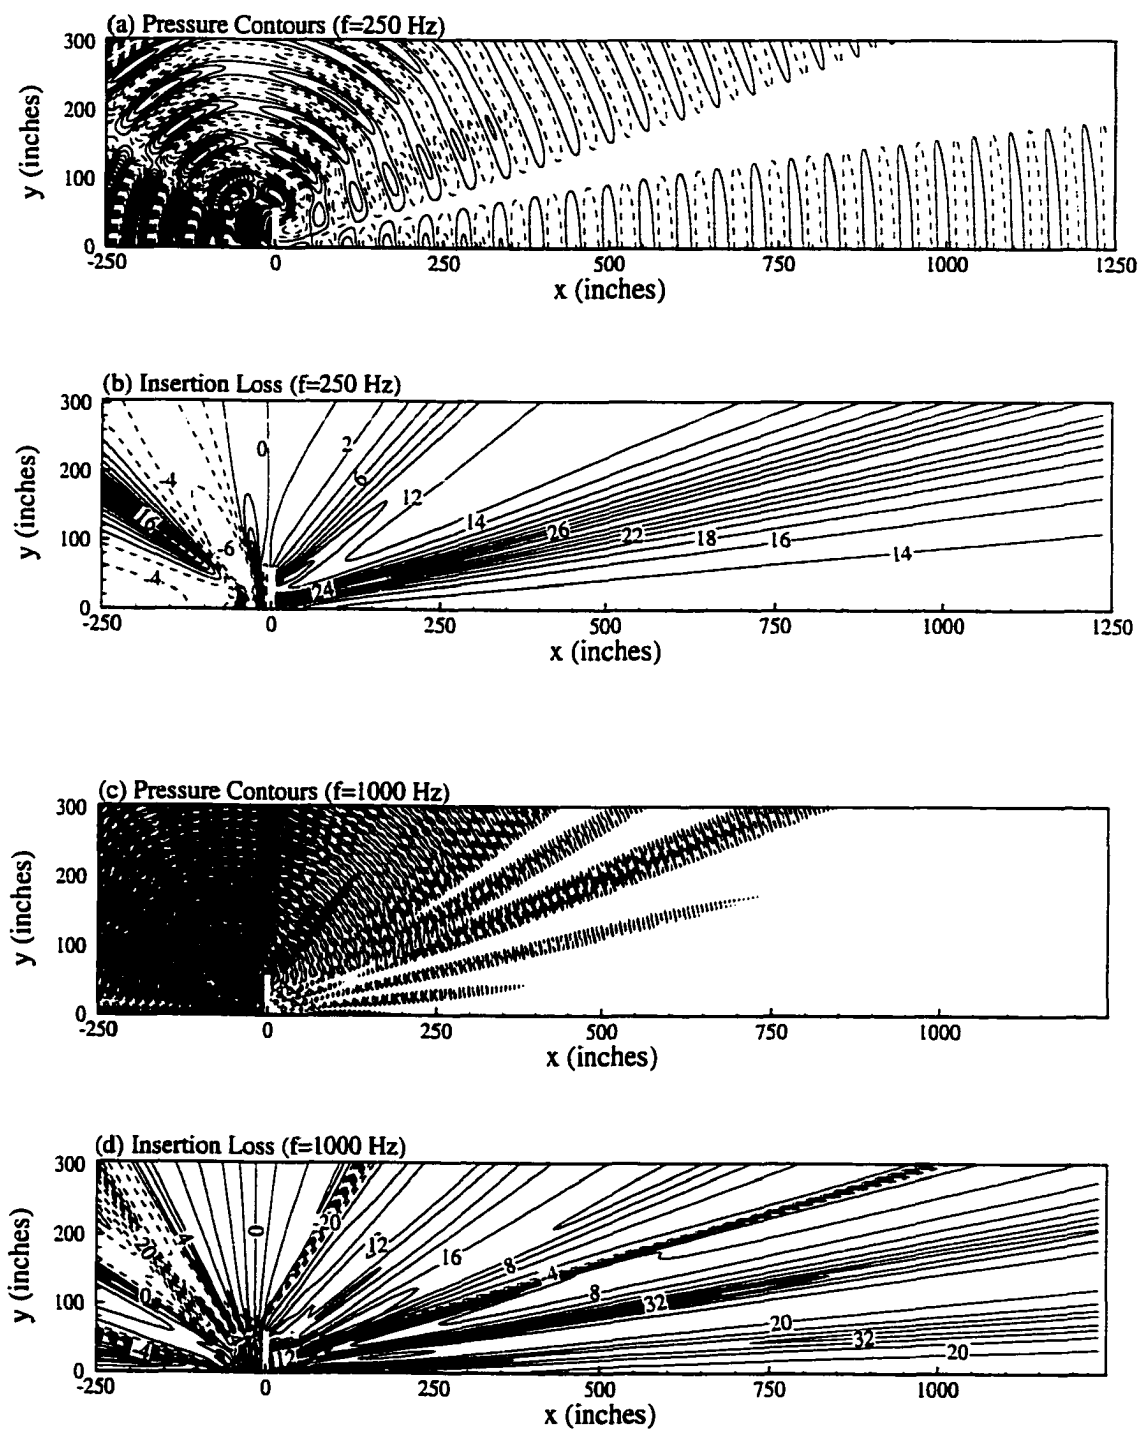 (a) Pressure Contours (f=250 Hz)
300
200
100
0
y (inches)
-250 0 250 500 750 1000 1250
x (inches)
(b) Insertion Loss (f=250 Hz)
300
200
100
0
y (inches)
0 2 -4 6 12
16 14 26 22 18 16
-6 -4 24 14
-250 0 250 500 750 1000 1250
x (inches)
(c) Pressure Contours (f=1000 Hz)
300
200
100
0
y (inches)
-250 0 250 500 750 1000
x (inches)
(d) Insertion Loss (f=1000 Hz)
300
200
100
0
y (inches)
-4 0 -20 12
-20 16 8 -4
0 8 32 20
-4 12 32 20
-250 0 250 500 750 1000
x (inches)